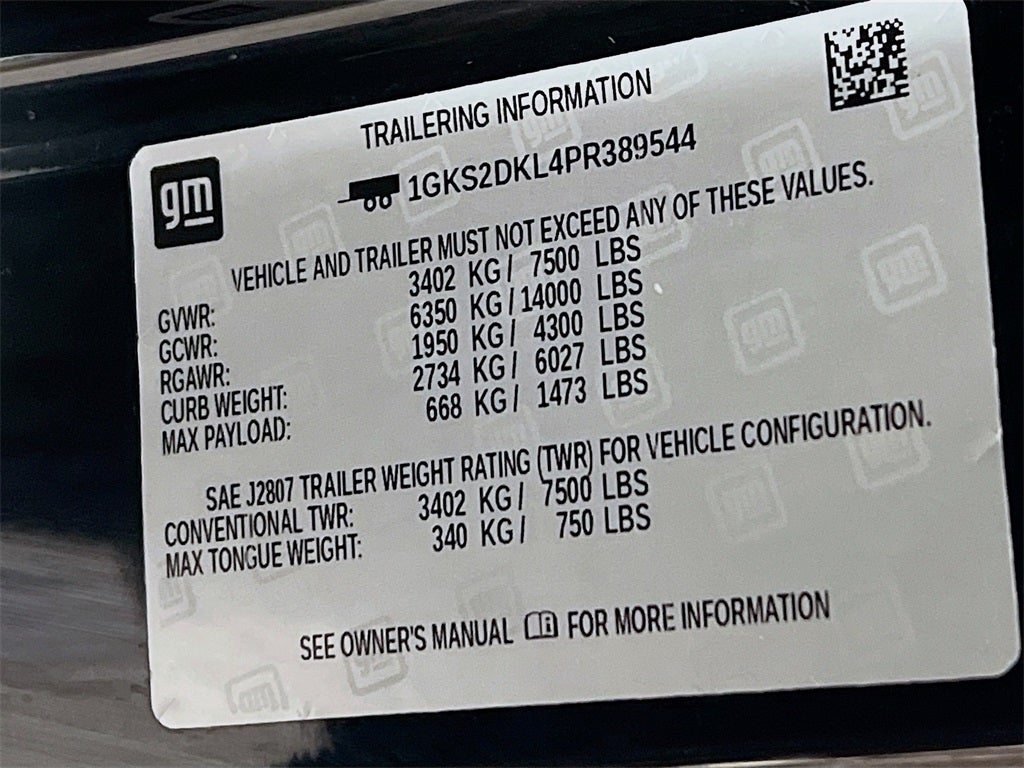 TRAILERING INFORMATION
gm
1GKS2DKL4PR389544
VEHICLE AND TRAILER MUST NOT EXCEED ANY OF THESE VALUES.
GVWR: 3402 KG / 7500 LBS
GCWR: 6350 KG / 14000 LBS
RGAWR: 1950 KG / 4300 LBS
CURB WEIGHT: 2734 KG / 6027 LBS
MAX PAYLOAD: 668 KG / 1473 LBS
SAE J2807 TRAILER WEIGHT RATING (TWR) FOR VEHICLE CONFIGURATION.
CONVENTIONAL TWR: 3402 KG / 7500 LBS
MAX TONGUE WEIGHT: 340 KG / 750 LBS
SEE OWNER'S MANUAL FOR MORE INFORMATION